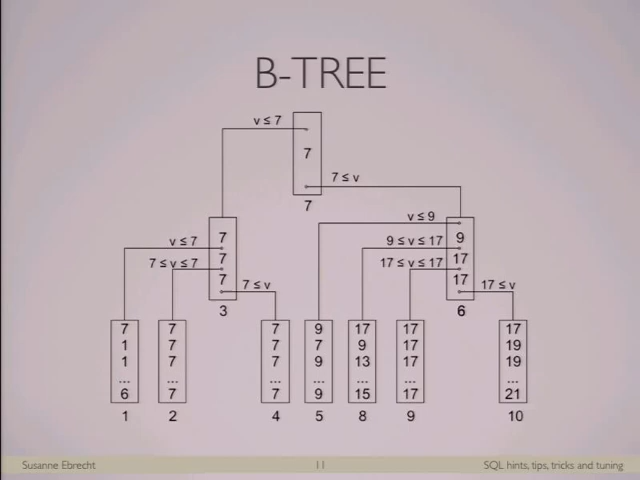 B-TREE
v ≤ 7
7
7 ≤ v
7
v ≤ 9
v ≤ 7
7
9 ≤ v ≤ 17
9
7 ≤ v ≤ 7
7
17 ≤ v ≤ 17
17
7
7 ≤ v
17
17 ≤ v
3
6
7 7 7 9 17 17 17
1 7 7 7 9 17 19
1 7 7 9 13 17 19
... ... ... ... ... ... ...
6 7 7 9 15 17 21
1 2 4 5 8 9 10
Susanne Ebrecht 11 SQL hints, tips, tricks and tuning